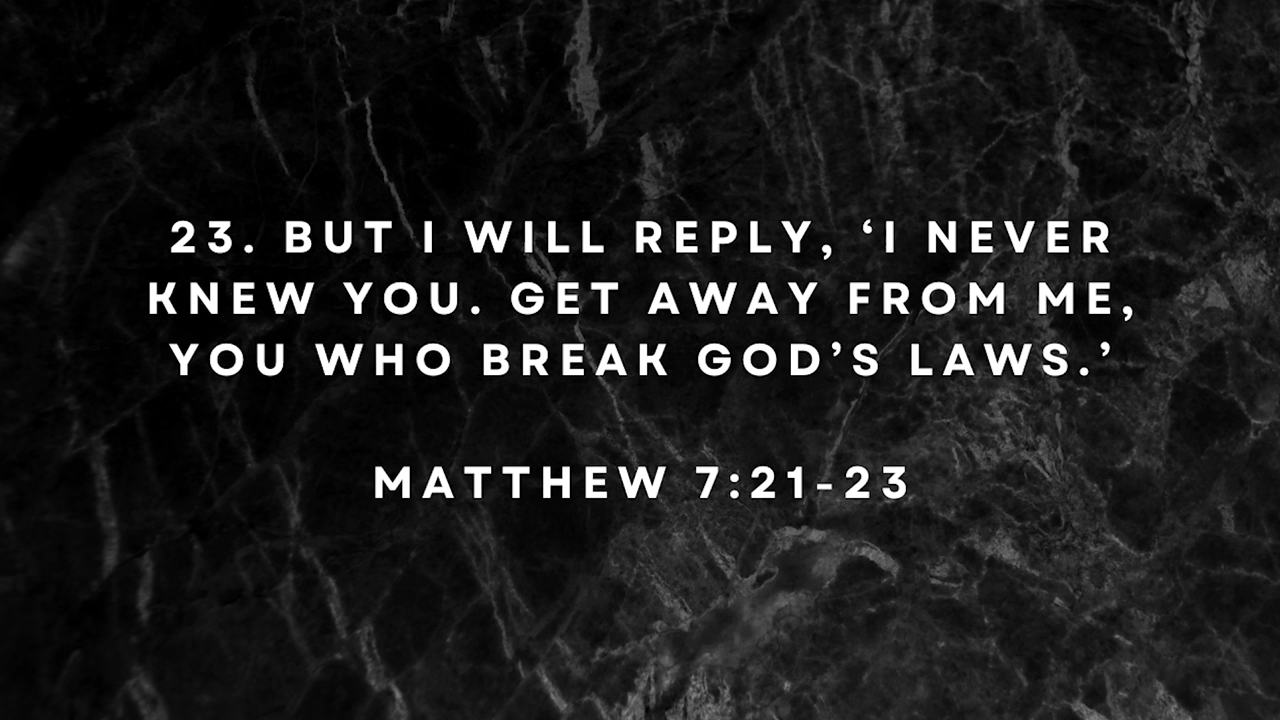 23. BUT I WILL REPLY, ‘I NEVER
KNEW YOU. GET AWAY FROM ME,
YOU WHO BREAK GOD’S LAWS.’
MATTHEW 7:21-23